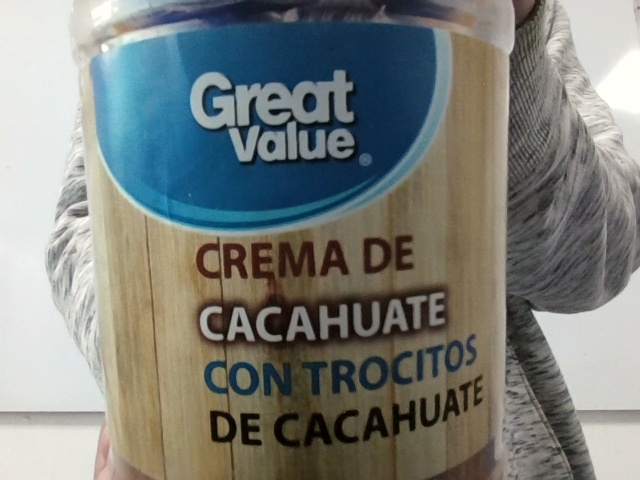 Great
Value®
CREMA DE
CACAHUATE
CON TROCITOS
DE CACAHUATE